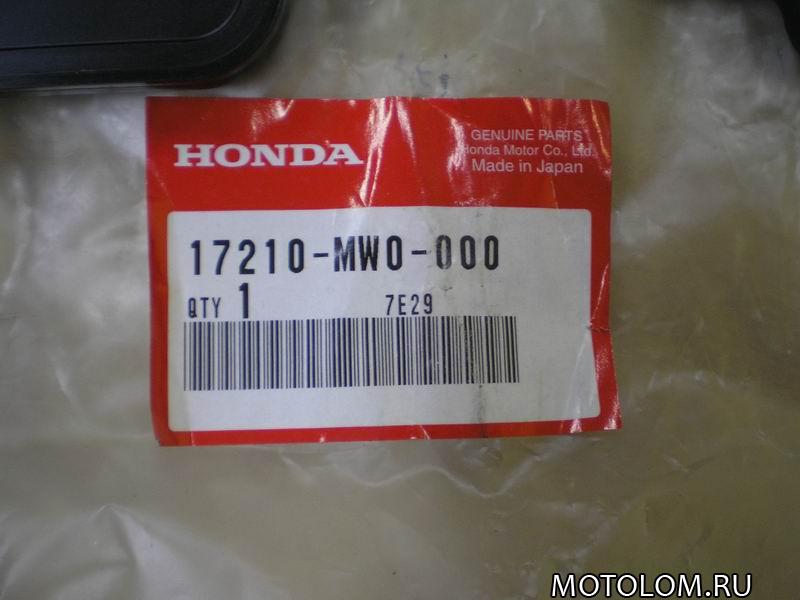 HONDA
GENUINE PARTS
Honda Motor Co., Ltd.
Made in Japan
17210-MW0-000
QTY 1 7E29
MOTOLOM.RU